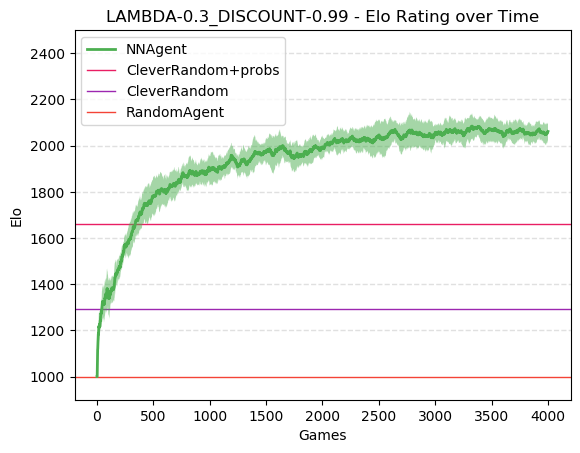 LAMBDA-0.3_DISCOUNT-0.99 - Elo Rating over Time
NNAgent
CleverRandom+probs
CleverRandom
RandomAgent
2400
2200
2000
1800
1600
1400
1200
1000
Elo
0 500 1000 1500 2000 2500 3000 3500 4000
Games